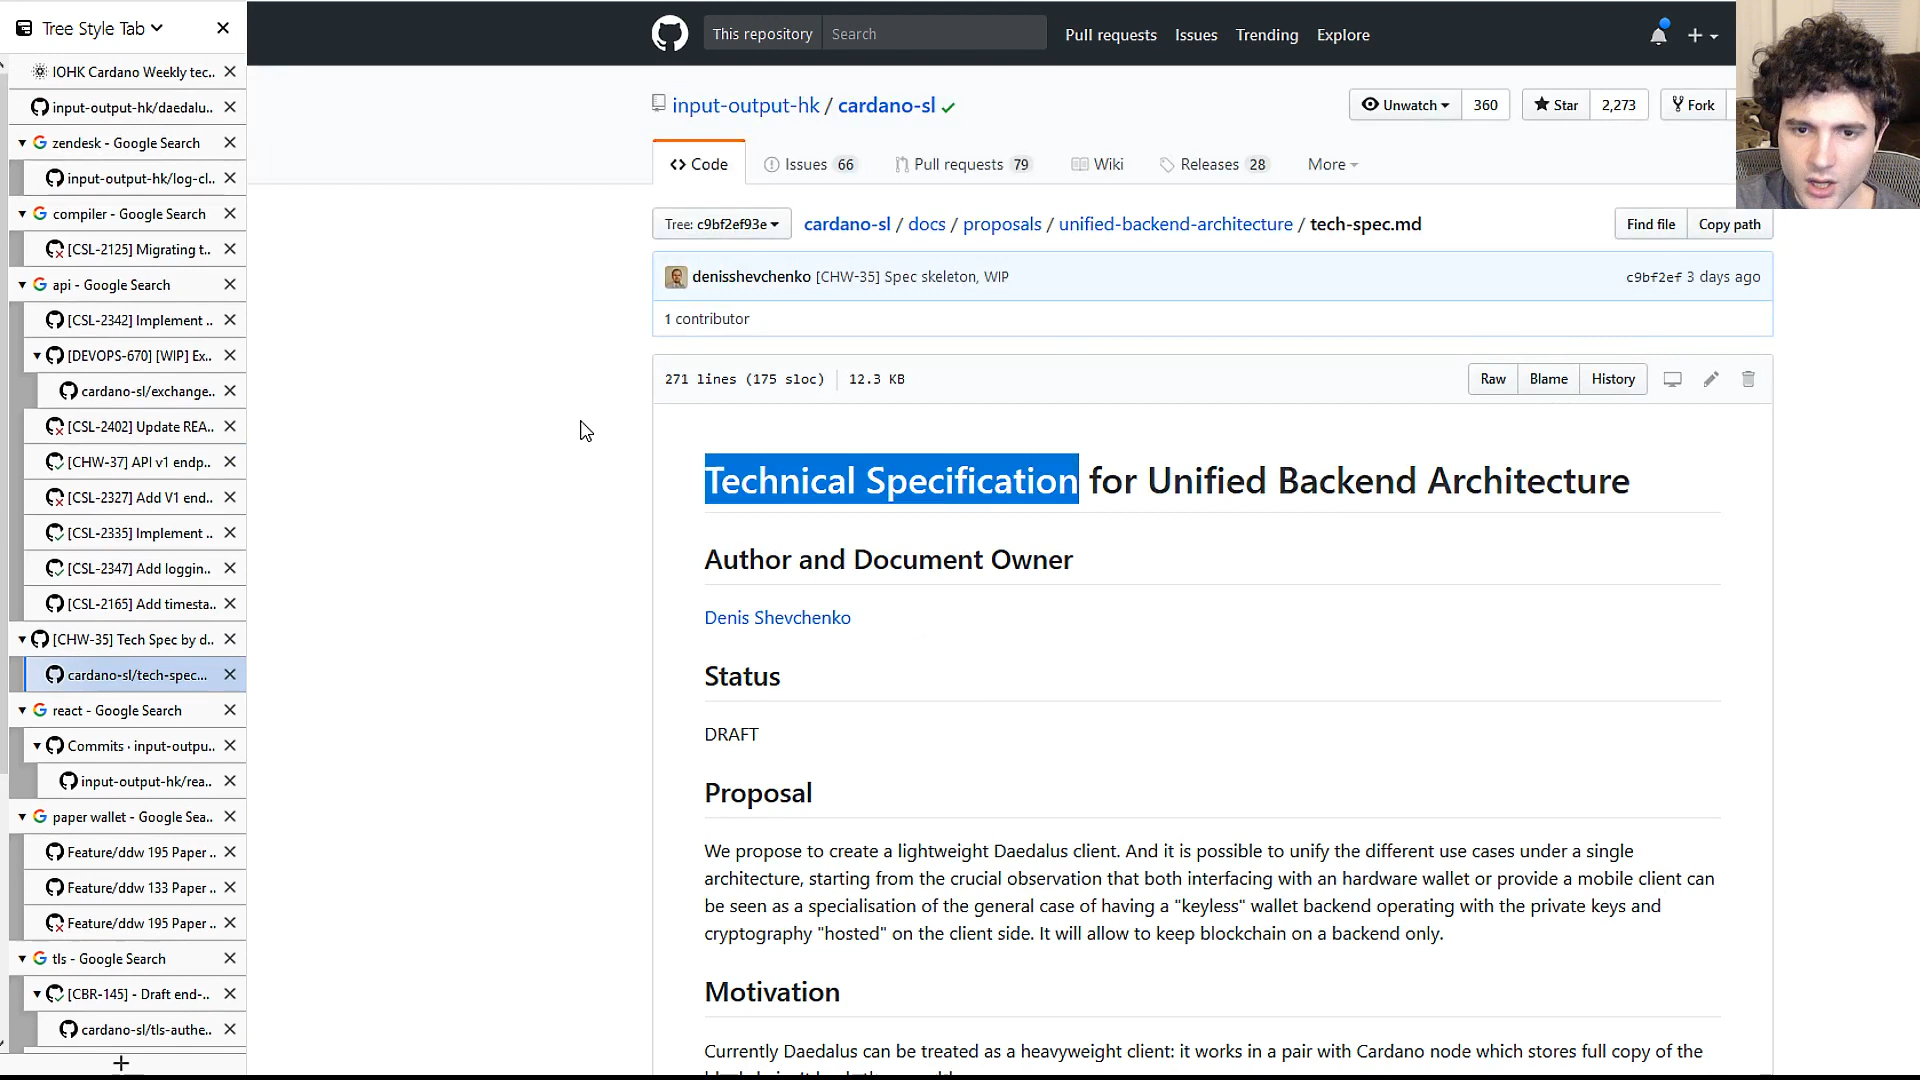 Tree Style Tab
IOHK Cardano Weekly tec..
input-output-hk/daedalu..
zendesk - Google Search
input-output-hk/log-cl..
compiler - Google Search
[CSL-2125] Migrating t..
api - Google Search
[CSL-2342] Implement ..
[DEVOPS-670] [WIP] Ex..
cardano-sl/exchange..
[CSL-2402] Update REA..
[CHW-37] API v1 endp..
[CSL-2327] Add V1 end..
[CSL-2335] Implement ..
[CSL-2347] Add loggin..
[CSL-2165] Add timesta..
[CHW-35] Tech Spec by d..
cardano-sl/tech-spec...
react - Google Search
Commits · input-outpu..
input-output-hk/rea..
paper wallet - Google Sea..
Feature/ddw 195 Paper ..
Feature/ddw 133 Paper ..
Feature/ddw 195 Paper ..
tls - Google Search
[CBR-145] - Draft end-..
cardano-sl/tls-authe..
This repository Search Pull requests Issues Trending Explore
input-output-hk / cardano-sl
Unwatch 360 Star 2,273 Fork
Code Issues 66 Pull requests 79 Wiki Releases 28 More
Tree: c9bf2ef93e cardano-sl / docs / proposals / unified-backend-architecture / tech-spec.md Find file Copy path
denisshevchenko [CHW-35] Spec skeleton, WIP c9bf2ef 3 days ago
1 contributor
271 lines (175 sloc) 12.3 KB Raw Blame History
Technical Specification for Unified Backend Architecture
Author and Document Owner
Denis Shevchenko
Status
DRAFT
Proposal
We propose to create a lightweight Daedalus client. And it is possible to unify the different use cases under a single
architecture, starting from the crucial observation that both interfacing with an hardware wallet or provide a mobile client can
be seen as a specialisation of the general case of having a "keyless" wallet backend operating with the private keys and
cryptography "hosted" on the client side. It will allow to keep blockchain on a backend only.
Motivation
Currently Daedalus can be treated as a heavyweight client: it works in a pair with Cardano node which stores full copy of the